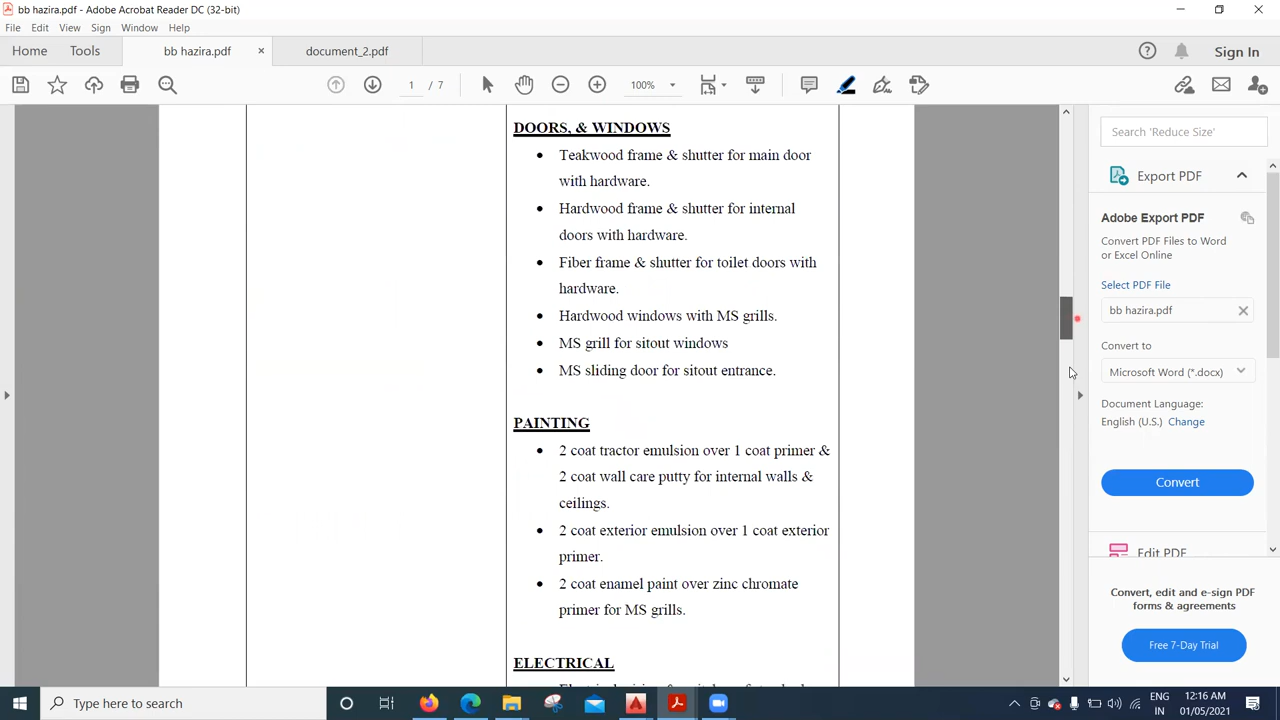 bb hazira.pdf - Adobe Acrobat Reader DC (32-bit)
File Edit View Sign Window Help
Home Tools bb hazira.pdf × document_2.pdf Sign In
1 / 7 100%
DOORS, & WINDOWS
• Teakwood frame & shutter for main door
with hardware.
• Hardwood frame & shutter for internal
doors with hardware.
• Fiber frame & shutter for toilet doors with
hardware.
• Hardwood windows with MS grills.
• MS grill for sitout windows
• MS sliding door for sitout entrance.
PAINTING
• 2 coat tractor emulsion over 1 coat primer &
2 coat wall care putty for internal walls &
ceilings.
• 2 coat exterior emulsion over 1 coat exterior
primer.
• 2 coat enamel paint over zinc chromate
primer for MS grills.
ELECTRICAL
Search 'Reduce Size'
Export PDF
Adobe Export PDF
Convert PDF Files to Word
or Excel Online
Select PDF File
bb hazira.pdf
Convert to
Microsoft Word (*.docx)
Document Language:
English (U.S.) Change
Convert
Edit PDF
Convert, edit and e-sign PDF
forms & agreements
Free 7-Day Trial
Type here to search
ENG
IN
12:16 AM
01/05/2021